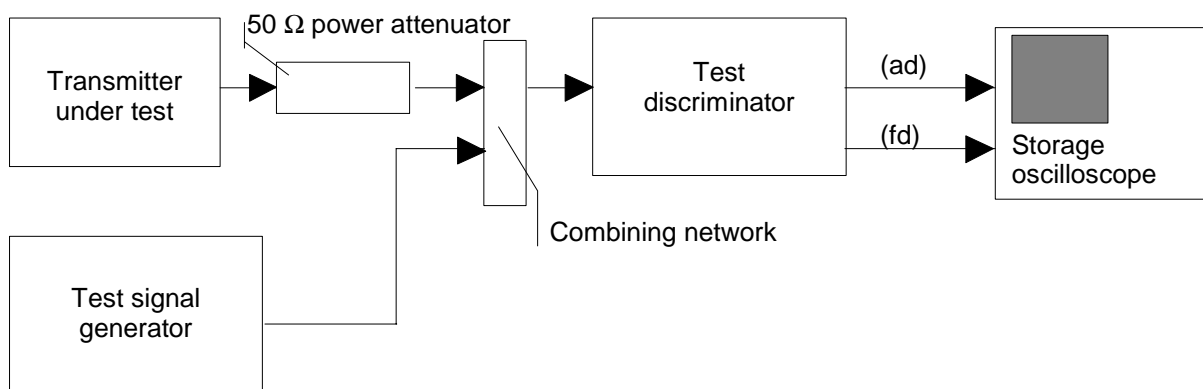 50 Ω power attenuator
Transmitter
under test
Test
discriminator
(ad)
(fd)
Storage
oscilloscope
Combining network
Test signal
generator